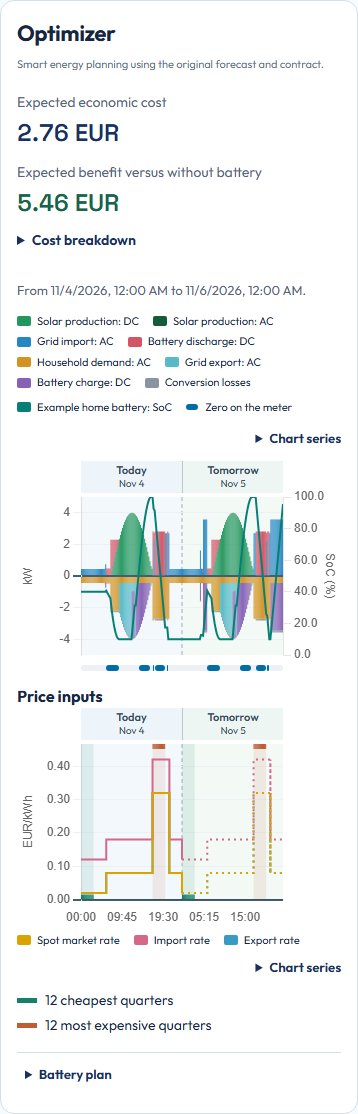 Optimizer
Smart energy planning using the original forecast and contract.
Expected economic cost
2.76 EUR
Expected benefit versus without battery
5.46 EUR
Cost breakdown
From 11/4/2026, 12:00 AM to 11/6/2026, 12:00 AM.
Solar production: DC Solar production: AC
Grid import: AC Battery discharge: DC
Household demand: AC Grid export: AC
Battery charge: DC Conversion losses
Example home battery: SoC Zero on the meter
Chart series
Today Tomorrow
Nov 4 Nov 5
100.0
4
80.0
2
60.0
kW 0 SoC (%)
40.0
-2
20.0
-4
0.0
Price inputs
Today Tomorrow
Nov 4 Nov 5
0.40
0.30
EUR/kWh
0.20
0.10
0.00
00:00 09:45 19:30 05:15 15:00
Spot market rate Import rate Export rate
Chart series
12 cheapest quarters
12 most expensive quarters
Battery plan